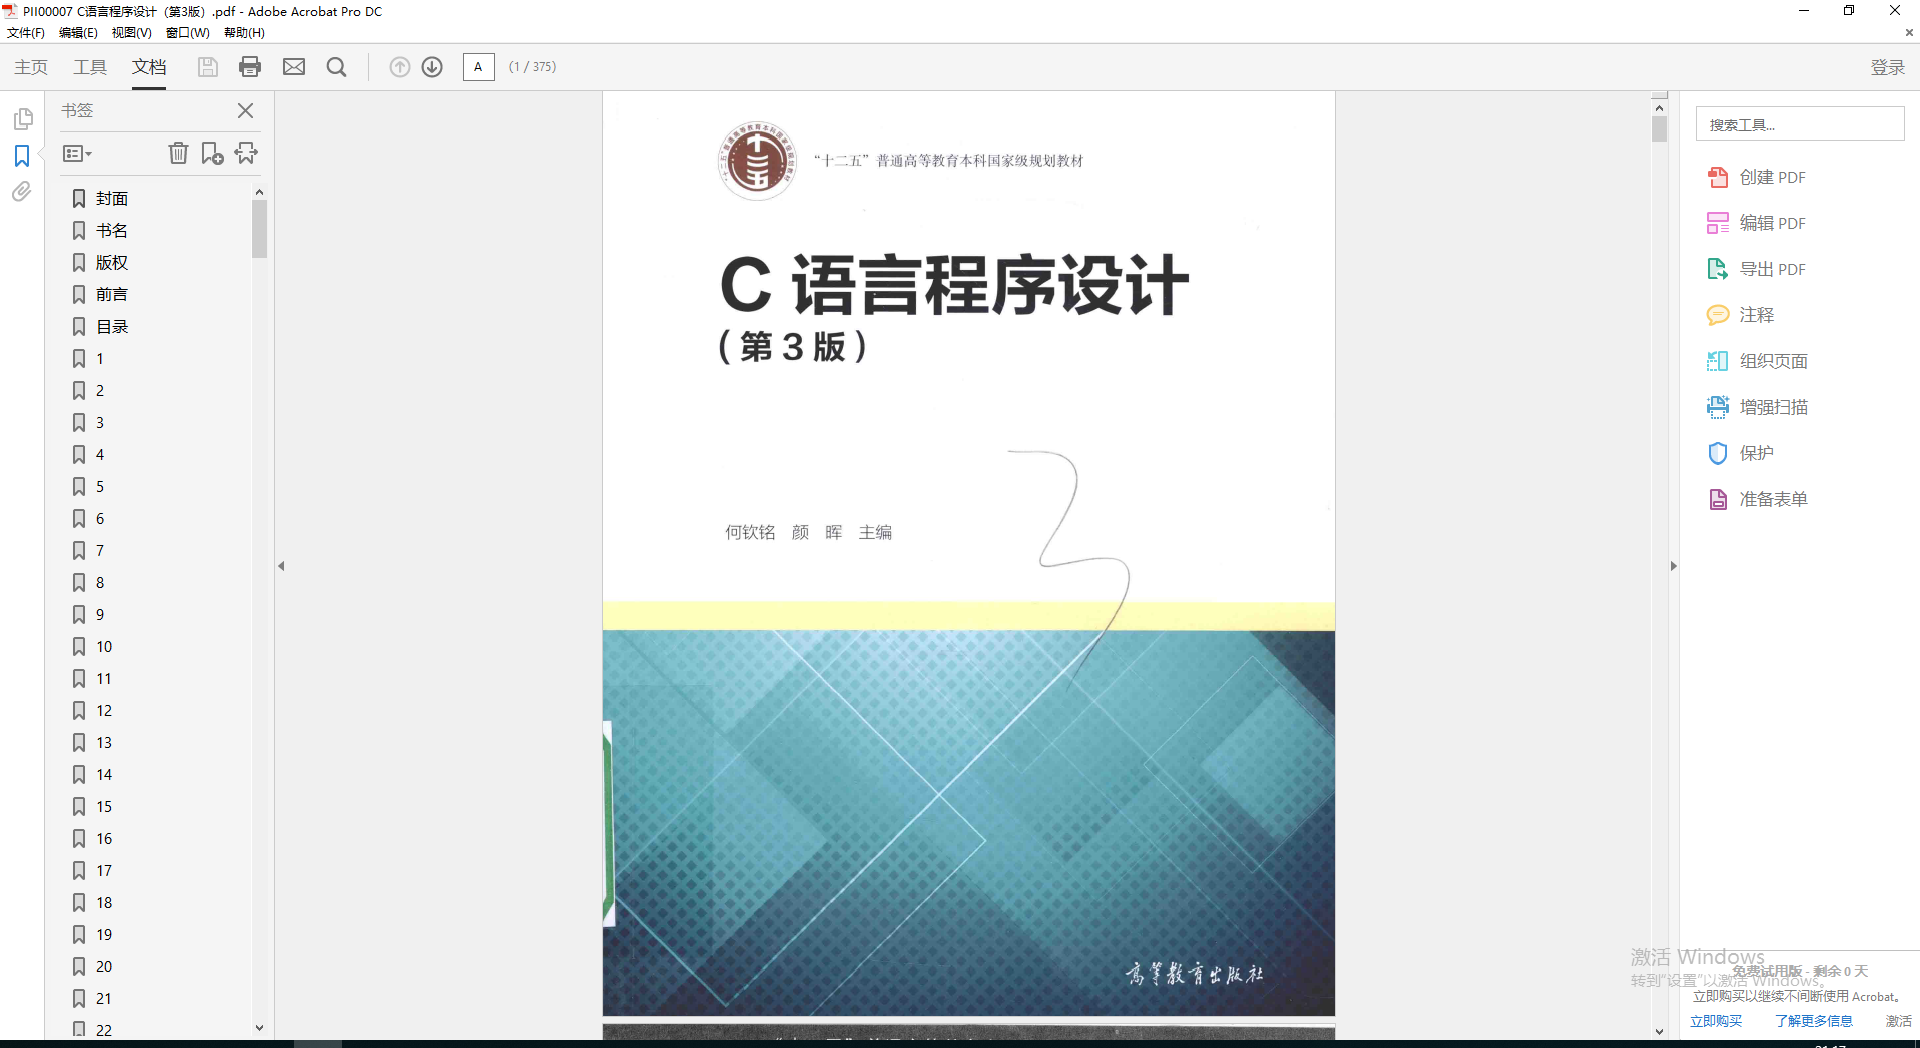 PII00007 C语言程序设计（第3版）.pdf - Adobe Acrobat Pro DC
文件(F) 编辑(E) 视图(V) 窗口(W) 帮助(H)
主页 工具 文档 A (1 / 375) 登录
书签
封面
书名
版权
前言
目录
1
2
3
4
5
6
7
8
9
10
11
12
13
14
15
16
17
18
19
20
21
22
“十二五”普通高等教育本科国家级规划教材
C 语言程序设计
(第3版)
何钦铭 颜 晖 主编
高等教育出版社
搜索工具...
创建 PDF
编辑 PDF
导出 PDF
注释
组织页面
增强扫描
保护
准备表单
激活 Windows
转到"设置"以激活 Windows。
免费试用版 - 剩余 0 天
立即购买以继续不间断使用 Acrobat。
立即购买 了解更多信息 激活